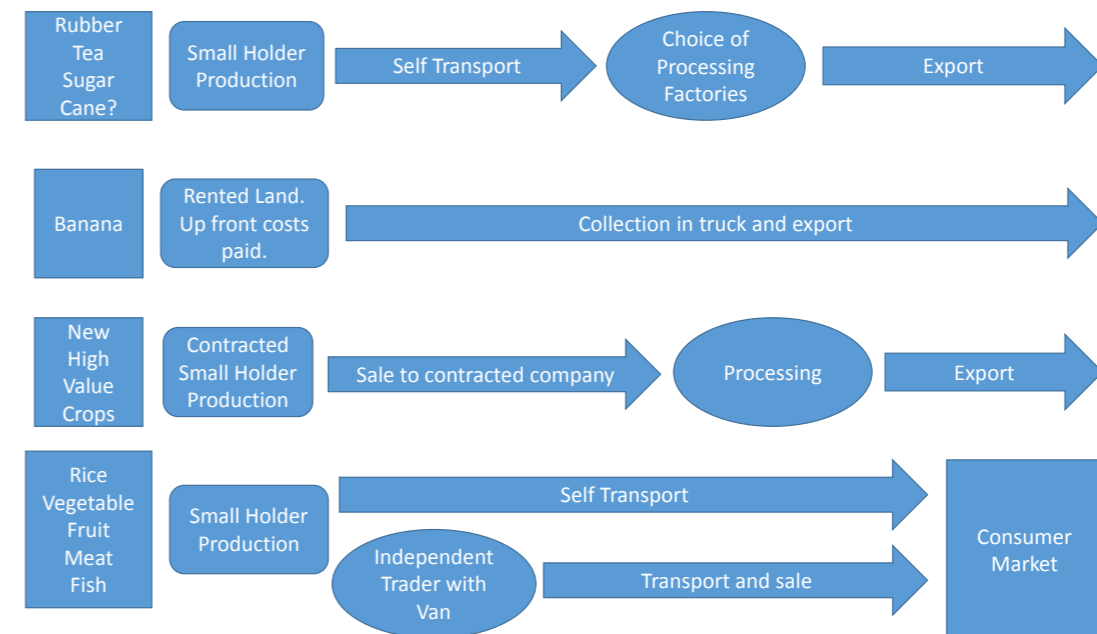 Rubber
Tea
Sugar
Cane?
Small Holder
Production
Self Transport
Choice of
Processing
Factories
Export
Banana
Rented Land.
Up front costs
paid.
Collection in truck and export
New
High
Value
Crops
Contracted
Small Holder
Production
Sale to contracted company
Processing
Export
Rice
Vegetable
Fruit
Meat
Fish
Small Holder
Production
Self Transport
Independent
Trader with
Van
Transport and sale
Consumer
Market